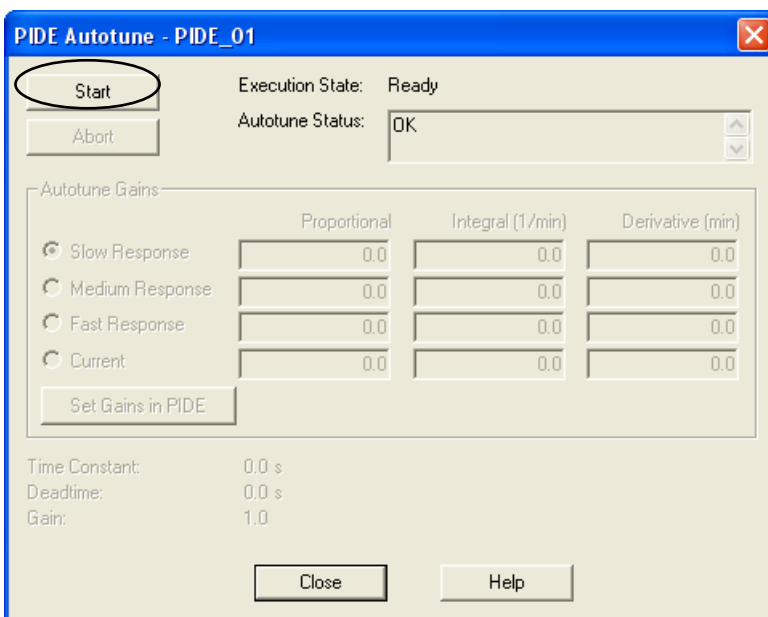 PIDE Autotune - PIDE_01
Start
Execution State: Ready
Abort
Autotune Status: OK
Autotune Gains
Proportional Integral (1/min) Derivative (min)
Slow Response 0.0 0.0 0.0
Medium Response 0.0 0.0 0.0
Fast Response 0.0 0.0 0.0
Current 0.0 0.0 0.0
Set Gains in PIDE
Time Constant: 0.0 s
Deadtime: 0.0 s
Gain: 1.0
Close Help